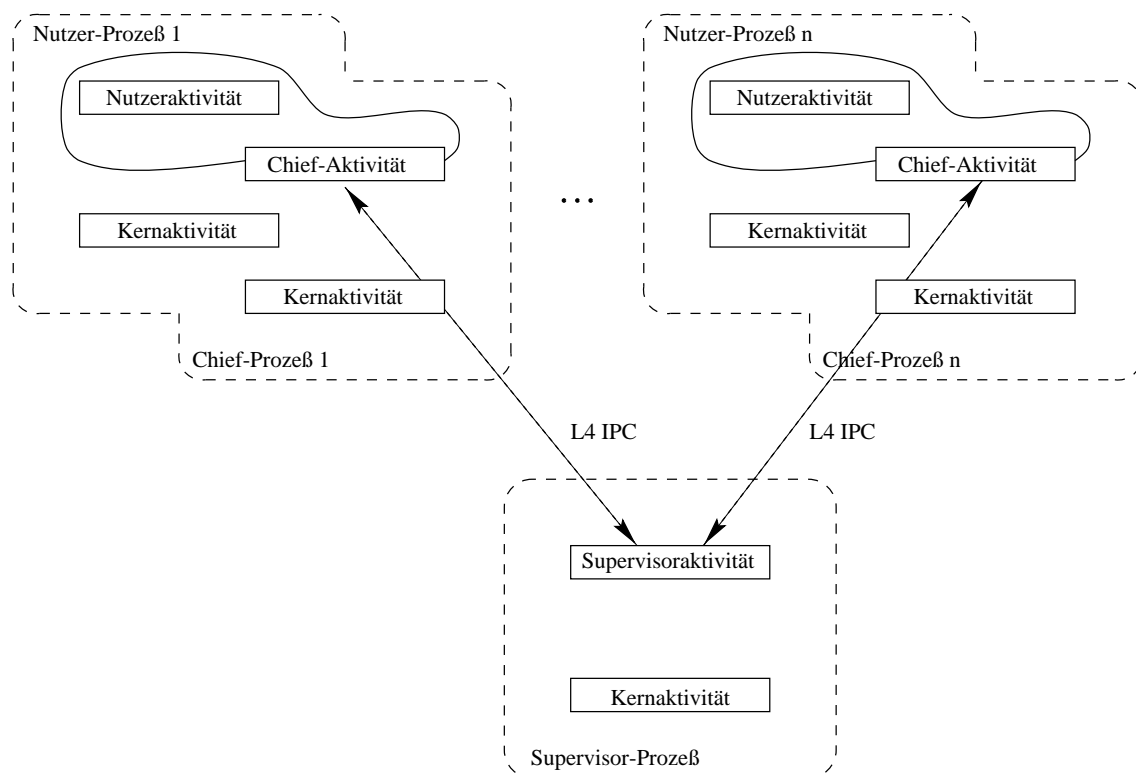 Nutzer-Prozeß 1
Nutzeraktivität
Chief-Aktivität
Kernaktivität
Kernaktivität
Chief-Prozeß 1
...
Nutzer-Prozeß n
Nutzeraktivität
Chief-Aktivität
Kernaktivität
Kernaktivität
Chief-Prozeß n
L4 IPC
L4 IPC
Supervisoraktivität
Kernaktivität
Supervisor-Prozeß